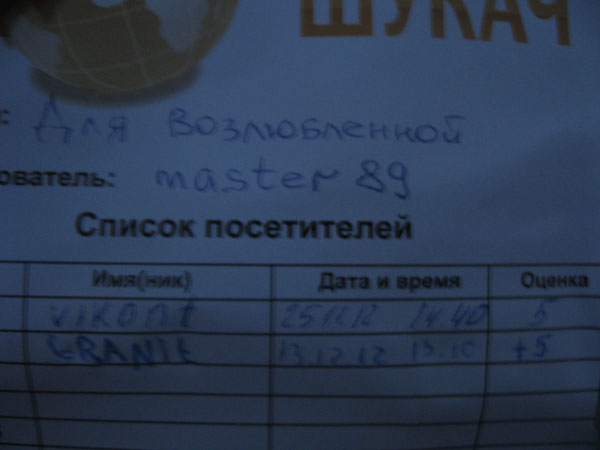 ШУКАЧ
Для возлюбленной
ователь: master 89
Список посетителей
Имя(ник) Дата и время Оценка
VIKONT 25.11.12 14.40 5
GRANIT 13.12.12 13.10 +5